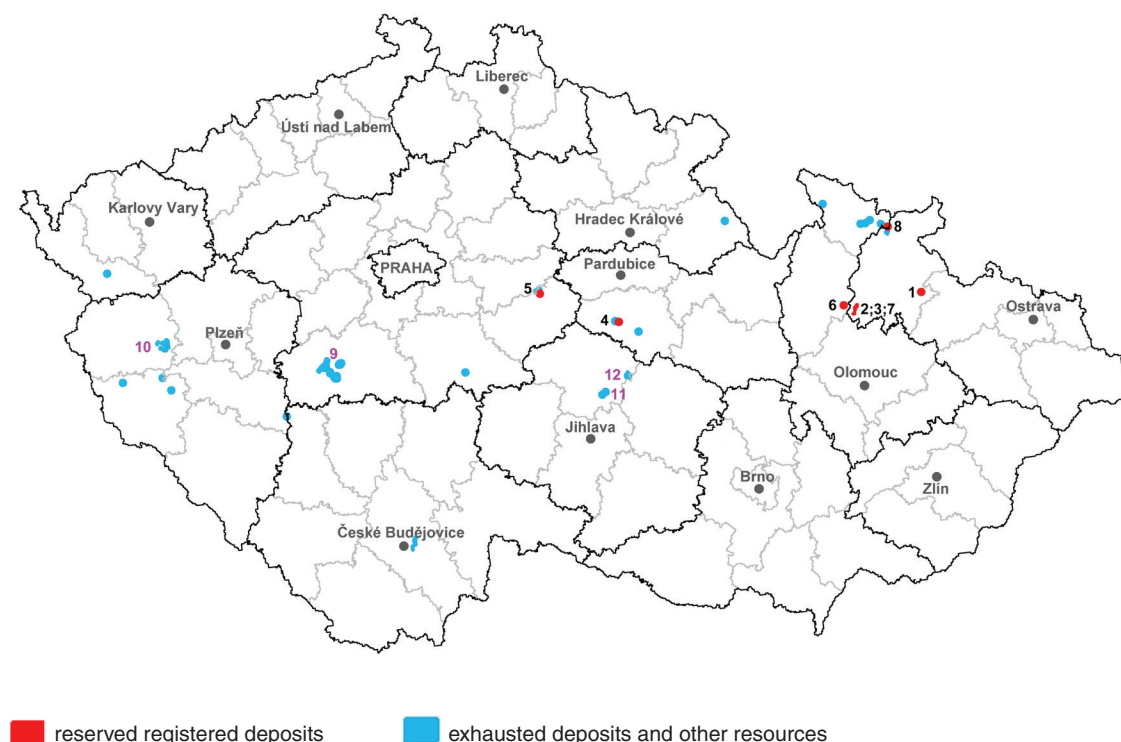 Liberec
Ústí nad Labem
Karlovy Vary
Hradec Králové
8
PRAHA
Pardubice
5
1
6
2;3;7
Ostrava
4
Plzeň
10
9
12
Olomouc
11
Jihlava
Brno
Zlín
České Budějovice
reserved registered deposits
exhausted deposits and other resources